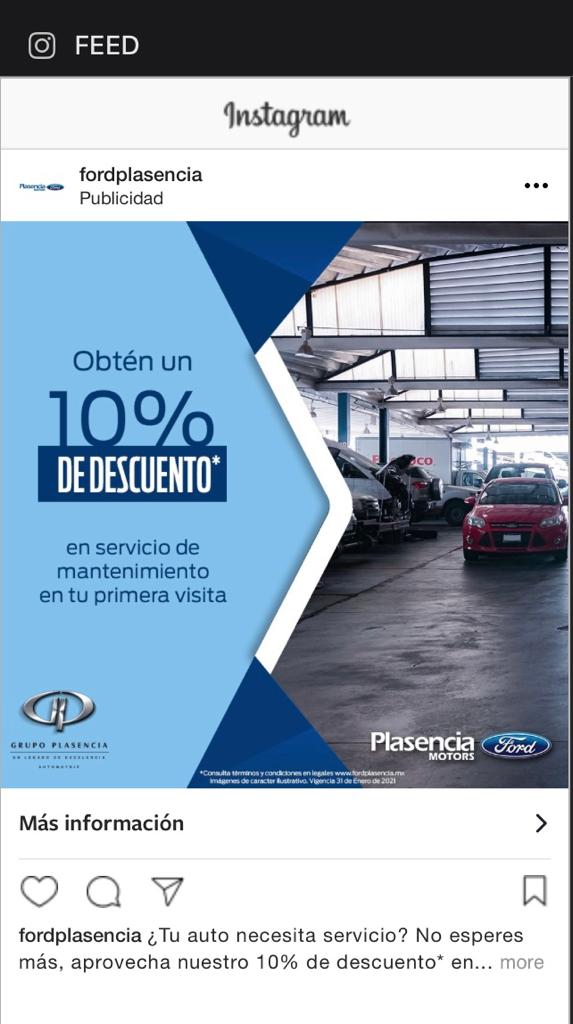 FEED
Instagram
fordplasencia
Publicidad
Obtén un
10%
DE DESCUENTO*
en servicio de
mantenimiento
en tu primera visita
GRUPO PLASENCIA
UN LEGADO DE EXCELENCIA
AUTOMOTRIZ
Plasencia
MOTORS
Ford
*Consulta términos y condiciones en legales www.fordplasencia.mx
Imágenes de caracter ilustrativo. Vigencia 31 de Enero de 2021
Más información
fordplasencia ¿Tu auto necesita servicio? No esperes
más, aprovecha nuestro 10% de descuento* en... more